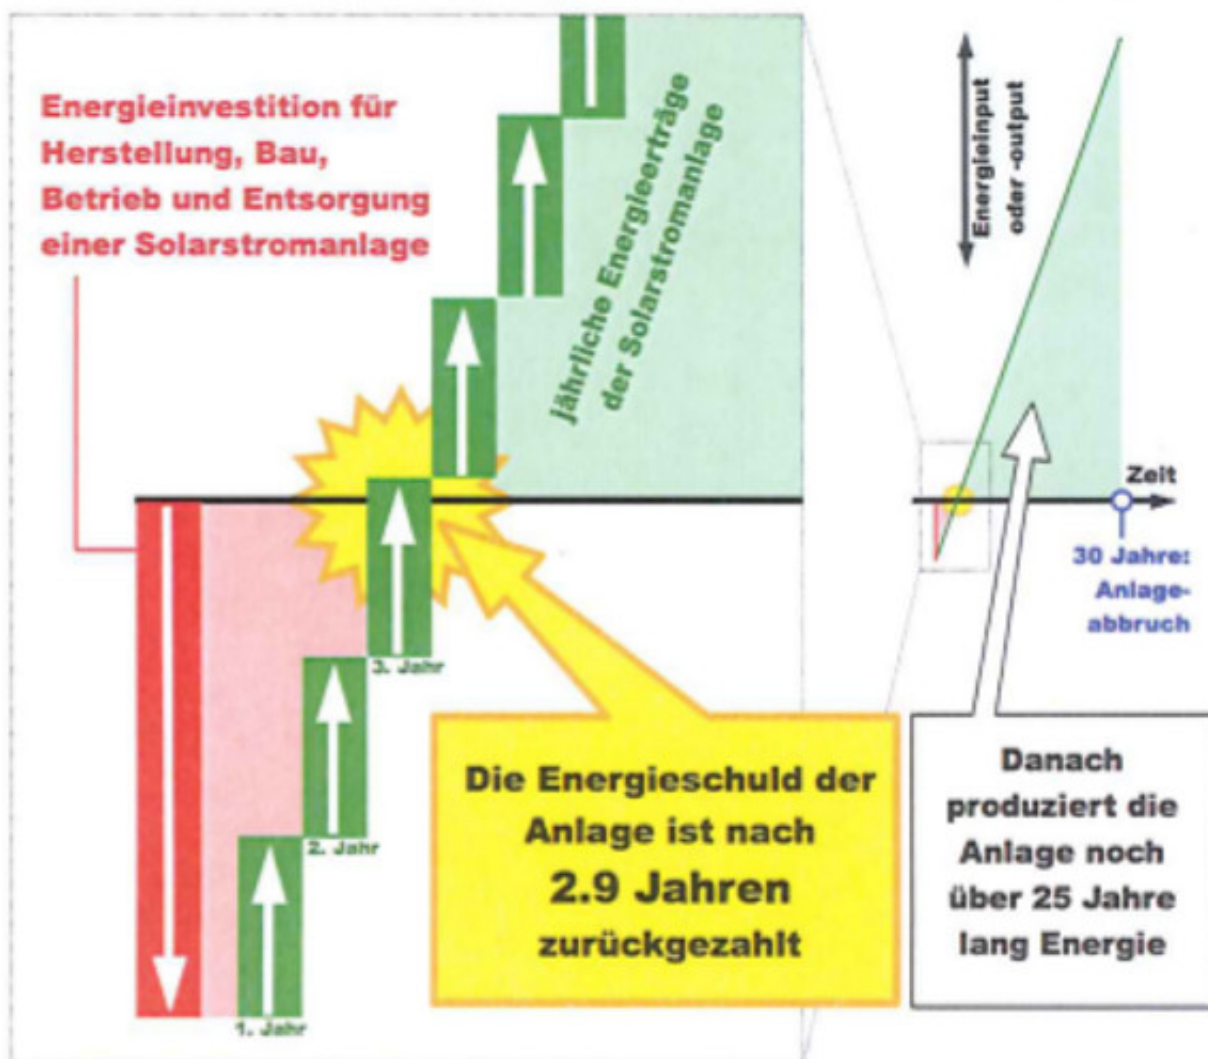 Energieinvestition für
Herstellung, Bau,
Betrieb und Entsorgung
einer Solarstromanlage
jährliche Energieerträge
der Solarstromanlage
3. Jahr
2. Jahr
1. Jahr
Die Energieschuld der
Anlage ist nach
2.9 Jahren
zurückgezahlt
Energieinput
oder -output
Zeit
30 Jahre:
Anlage-
abbruch
Danach
produziert die
Anlage noch
über 25 Jahre
lang Energie